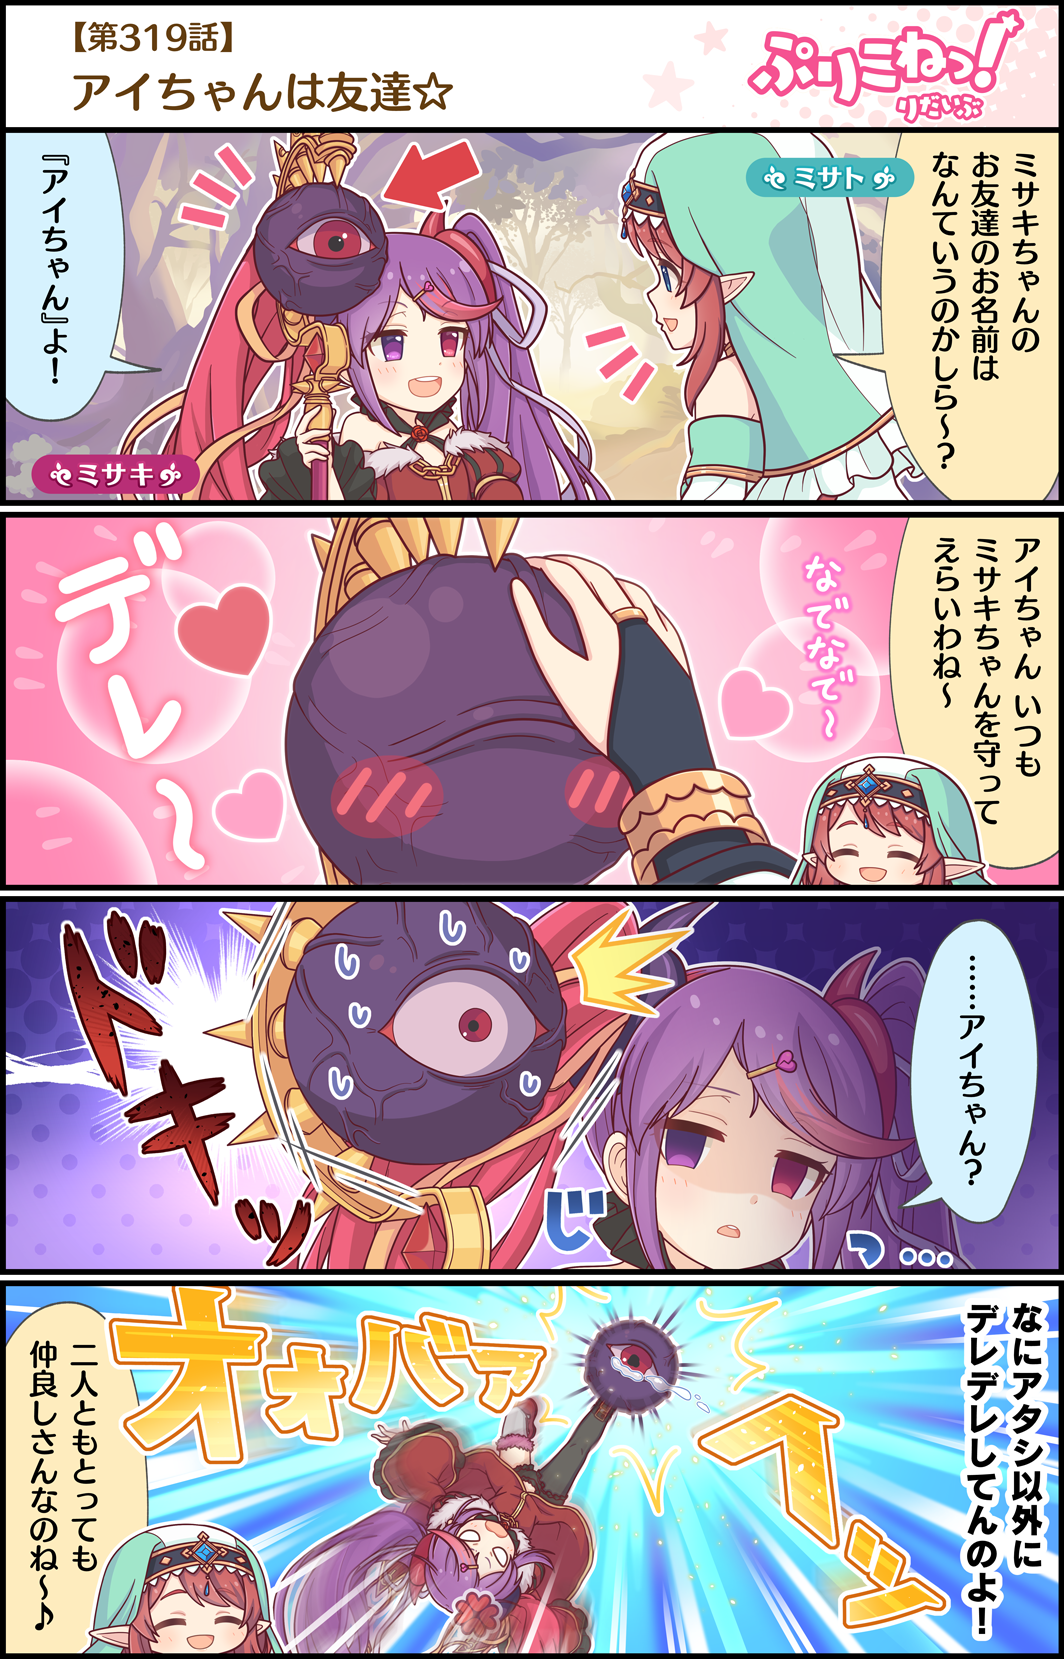 【第319話】
アイちゃんは友達☆
ぷりこねっ!
りだいぶ
ミサト
ミサキちゃんの
お友達のお名前は
なんていうのかしら～?
『アイちゃん』よ!
ミサキ
アイちゃん いつも
ミサキちゃんを守って
えらいわね～
なでなで～
デレ～
……アイちゃん?
ドキッ
じ
っ…
なにアタシ以外に
デレデレしてんのよ!
オォバァ
ヘッ
二人ともとっても
仲良しさんなのね～♪